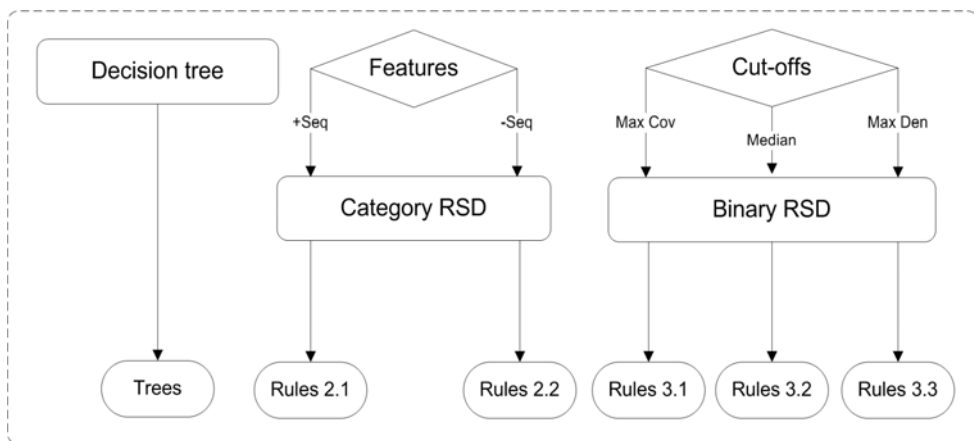 Decision tree
Features
Cut-offs
+Seq
-Seq
Max Cov
Median
Max Den
Category RSD
Binary RSD
Trees
Rules 2.1
Rules 2.2
Rules 3.1
Rules 3.2
Rules 3.3